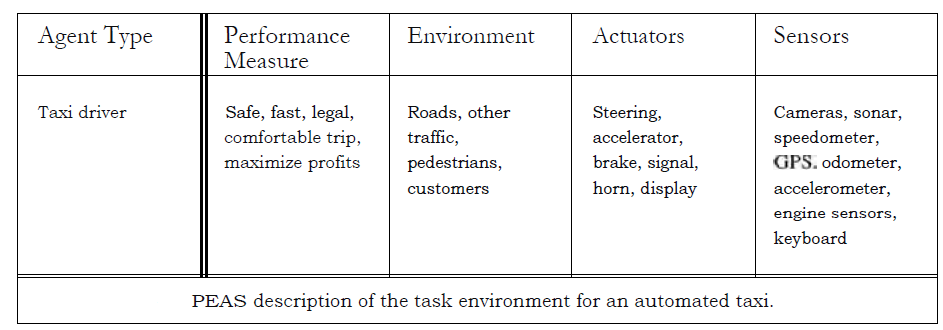 Agent Type
Performance
Measure
Environment
Actuators
Sensors
Taxi driver
Safe, fast, legal,
comfortable trip,
maximize profits
Roads, other
traffic,
pedestrians,
customers
Steering,
accelerator,
brake, signal,
horn, display
Cameras, sonar,
speedometer,
GPS. odometer,
accelerometer,
engine sensors,
keyboard
PEAS description of the task environment for an automated taxi.